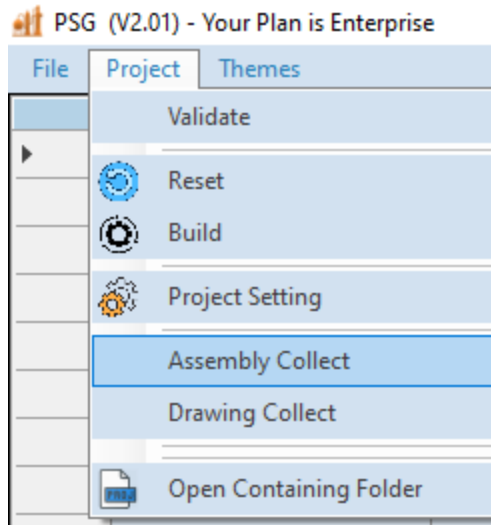 PSG (V2.01) - Your Plan is Enterprise
File Project Themes
Validate
Reset
Build
Project Setting
Assembly Collect
Drawing Collect
Open Containing Folder